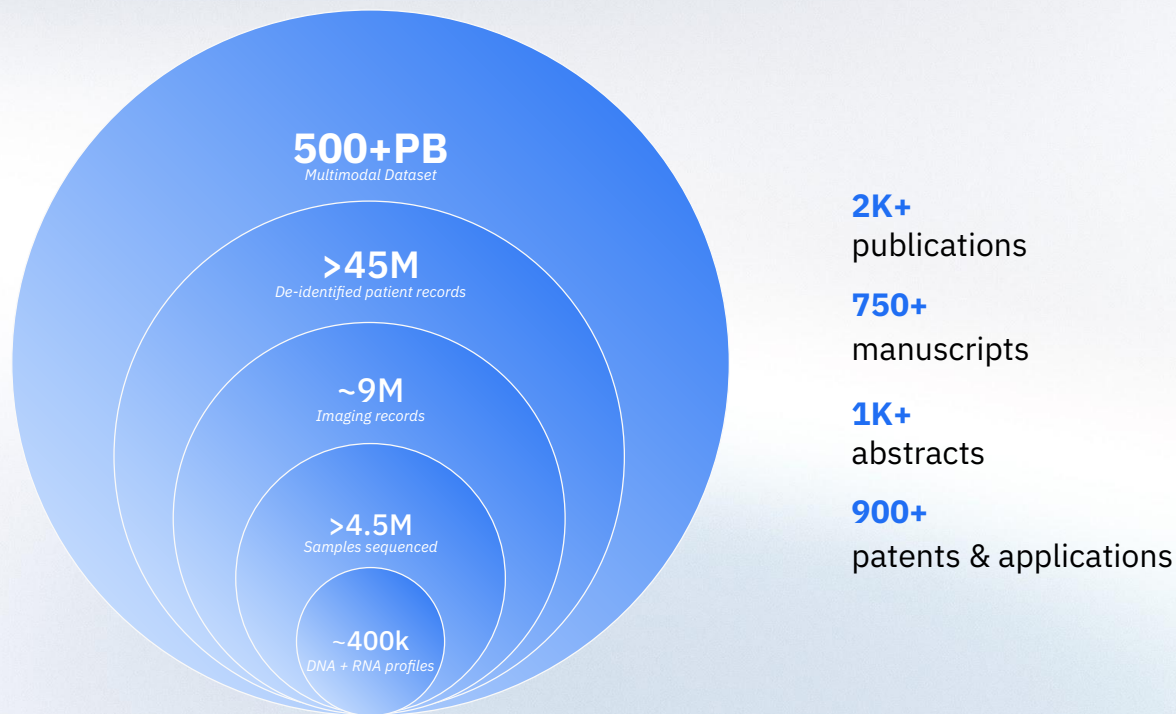 500+PB
Multimodal Dataset
>45M
De-identified patient records
~9M
Imaging records
>4.5M
Samples sequenced
~400k
DNA + RNA profiles
2K+
publications
750+
manuscripts
1K+
abstracts
900+
patents & applications